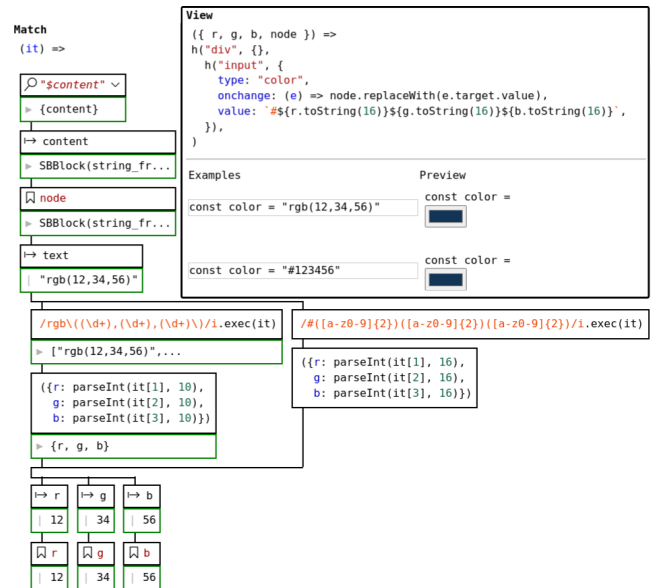 Match
(it) =>
"$content"
{content}
↦ content
SBBlock(string_fr...
node
SBBlock(string_fr...
↦ text
"rgb(12,34,56)"
View
({ r, g, b, node }) =>
h("div", {},
h("input", {
type: "color",
onchange: (e) => node.replaceWith(e.target.value),
value: `#${r.toString(16)}${g.toString(16)}${b.toString(16)}`,
}),
)
Examples Preview
const color = "rgb(12,34,56)" const color =
const color = "#123456" const color =
/rgb\((\d+),(\d+),(\d+)\)/i.exec(it)
["rgb(12,34,56)",...
({r: parseInt(it[1], 10),
g: parseInt(it[2], 10),
b: parseInt(it[3], 10)})
{r, g, b}
/#([a-z0-9]{2})([a-z0-9]{2})([a-z0-9]{2})/i.exec(it)
({r: parseInt(it[1], 16),
g: parseInt(it[2], 16),
b: parseInt(it[3], 16)})
↦ r ↦ g ↦ b
12 34 56
r g b
12 34 56